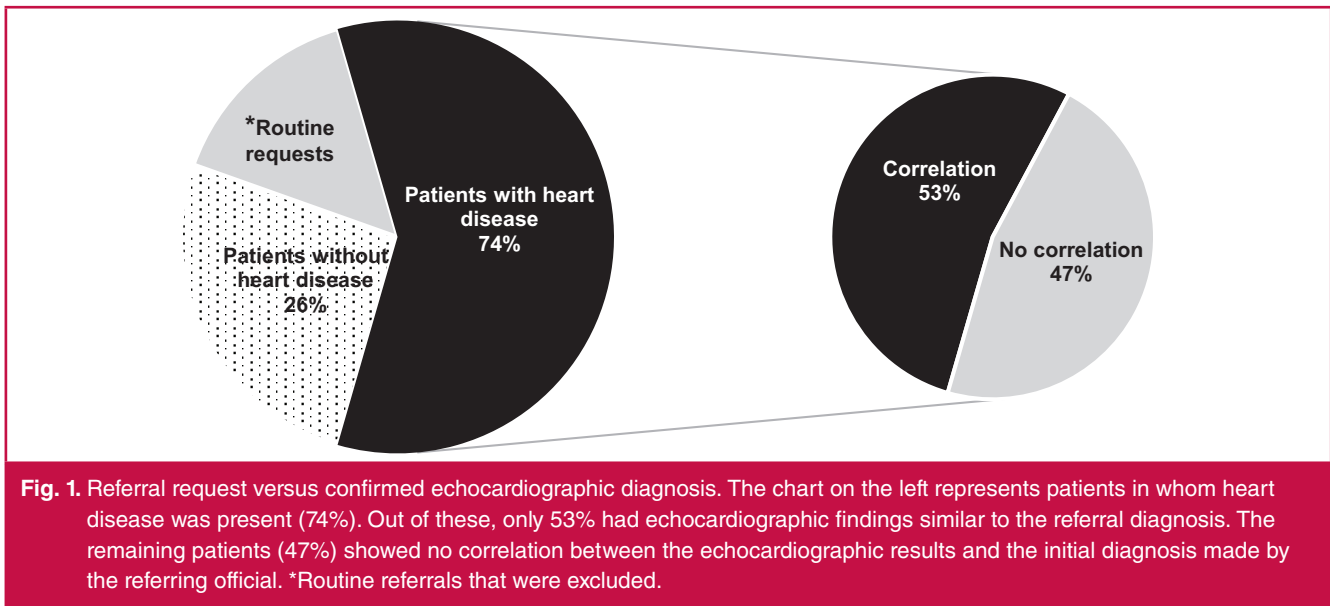 *Routine
requests
Patients with heart
disease
74%
Patients without
heart disease
26%
Correlation
53%
No correlation
47%
Fig. 1. Referral request versus confirmed echocardiographic diagnosis. The chart on the left represents patients in whom heart
disease was present (74%). Out of these, only 53% had echocardiographic findings similar to the referral diagnosis. The
remaining patients (47%) showed no correlation between the echocardiographic results and the initial diagnosis made by
the referring official. *Routine referrals that were excluded.